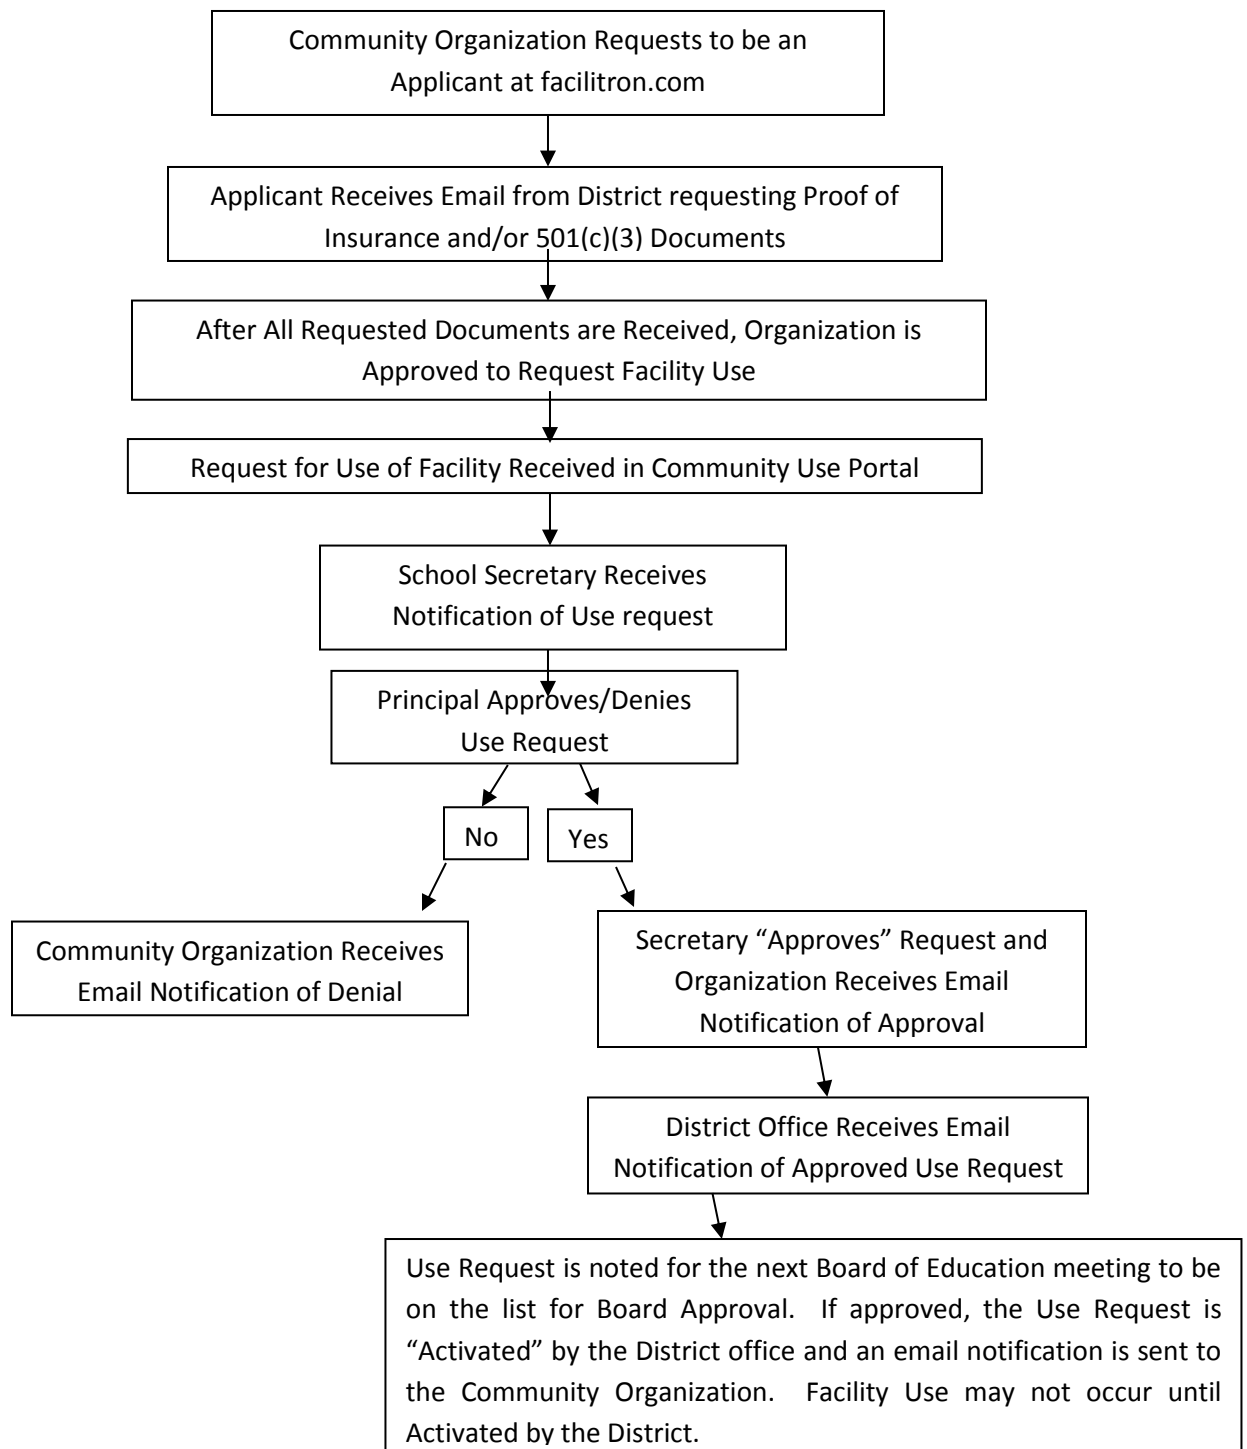 Community Organization Requests to be an
Applicant at facilitron.com
Applicant Receives Email from District requesting Proof of
Insurance and/or 501(c)(3) Documents
After All Requested Documents are Received, Organization is
Approved to Request Facility Use
Request for Use of Facility Received in Community Use Portal
School Secretary Receives
Notification of Use request
Principal Approves/Denies
Use Request
No
Yes
Community Organization Receives
Email Notification of Denial
Secretary “Approves” Request and
Organization Receives Email
Notification of Approval
District Office Receives Email
Notification of Approved Use Request
Use Request is noted for the next Board of Education meeting to be
on the list for Board Approval. If approved, the Use Request is
“Activated” by the District office and an email notification is sent to
the Community Organization. Facility Use may not occur until
Activated by the District.